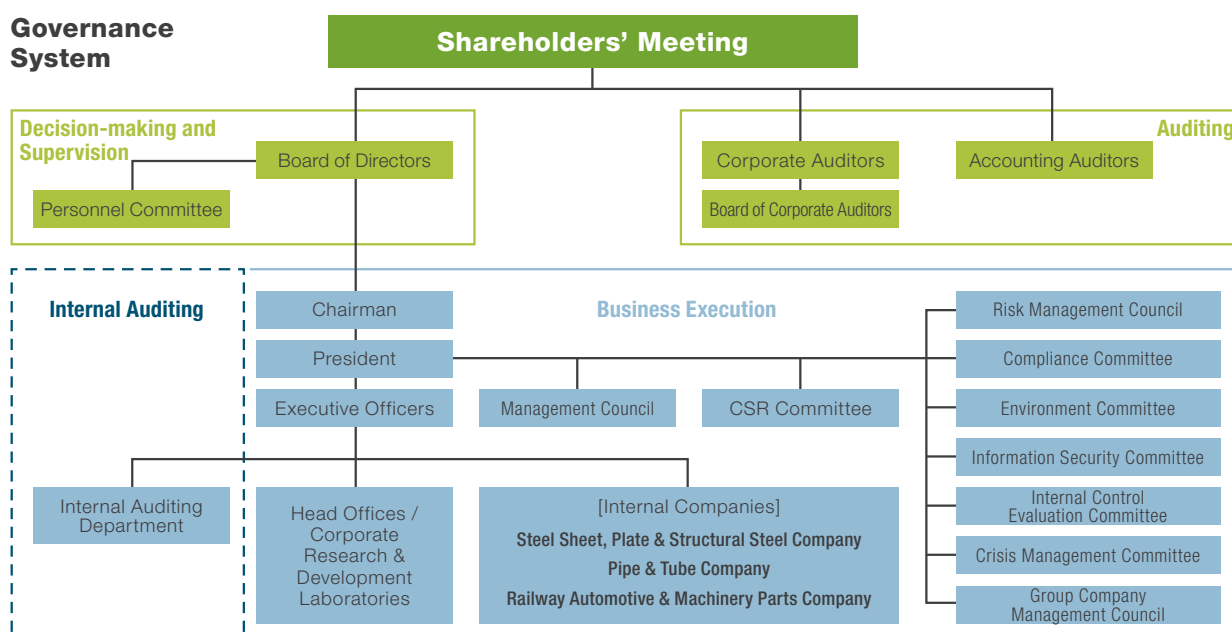 Governance
System
Shareholders’ Meeting
Decision-making and
Supervision
Board of Directors
Personnel Committee
Auditing
Corporate Auditors
Accounting Auditors
Board of Corporate Auditors
Internal Auditing
Business Execution
Chairman
President
Executive Officers
Management Council
CSR Committee
Risk Management Council
Compliance Committee
Environment Committee
Information Security Committee
Internal Control
Evaluation Committee
Crisis Management Committee
Group Company
Management Council
Internal Auditing
Department
Head Offices /
Corporate
Research &
Development
Laboratories
[Internal Companies]
Steel Sheet, Plate & Structural Steel Company
Pipe & Tube Company
Railway Automotive & Machinery Parts Company